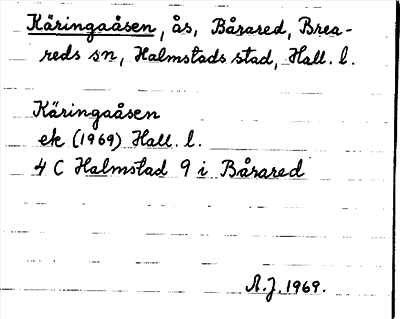 Käringaåsen, ås, Bårared, Brea-
reds sn, Halmstads stad, Hall. l.
Käringaåsen
ek (1969) Hall. l.
4 C Halmstad 9 i Bårared
A.J. 1969.